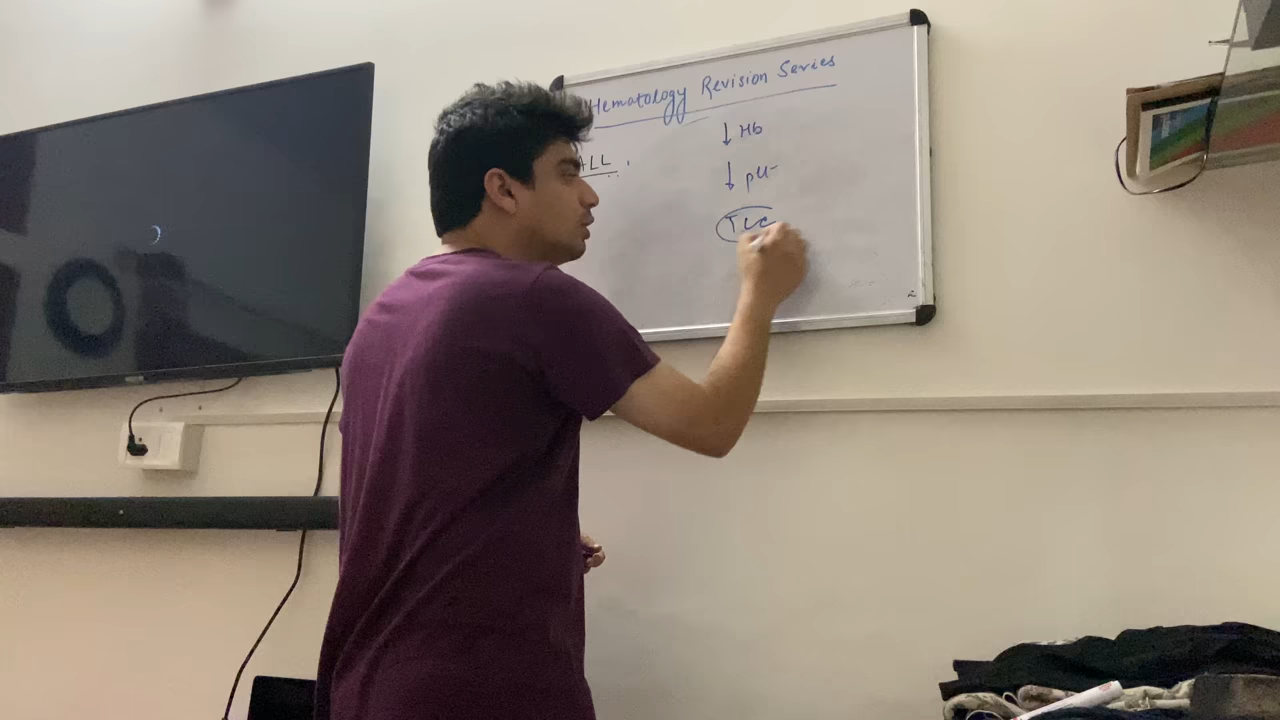 Hematology Revision Series
↓ Hb
ALL
↓ plt
TLC